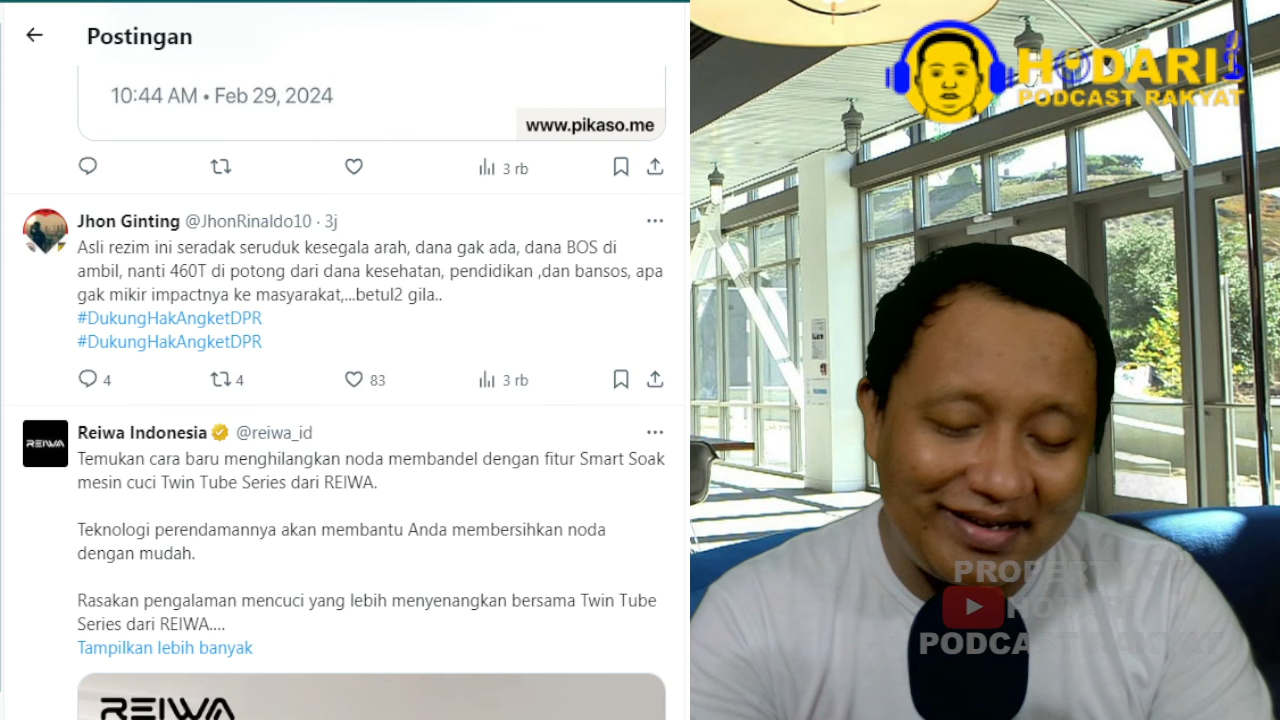 Postingan
10:44 AM • Feb 29, 2024
www.pikaso.me
3 rb
Jhon Ginting @JhonRinaldo10 · 3j
Asli rezim ini seradak seruduk kesegala arah, dana gak ada, dana BOS di
ambil, nanti 460T di potong dari dana kesehatan, pendidikan ,dan bansos, apa
gak mikir impactnya ke masyarakat,...betul2 gila..
#DukungHakAngketDPR
#DukungHakAngketDPR
4 4 83 3 rb
Reiwa Indonesia @reiwa_id
Temukan cara baru menghilangkan noda membandel dengan fitur Smart Soak
mesin cuci Twin Tube Series dari REIWA.
Teknologi perendamannya akan membantu Anda membersihkan noda
dengan mudah.
Rasakan pengalaman mencuci yang lebih menyenangkan bersama Twin Tube
Series dari REIWA....
Tampilkan lebih banyak
REIWA
REIWA
HODARI
PODCAST RAKYAT
PODCAST RAKYAT